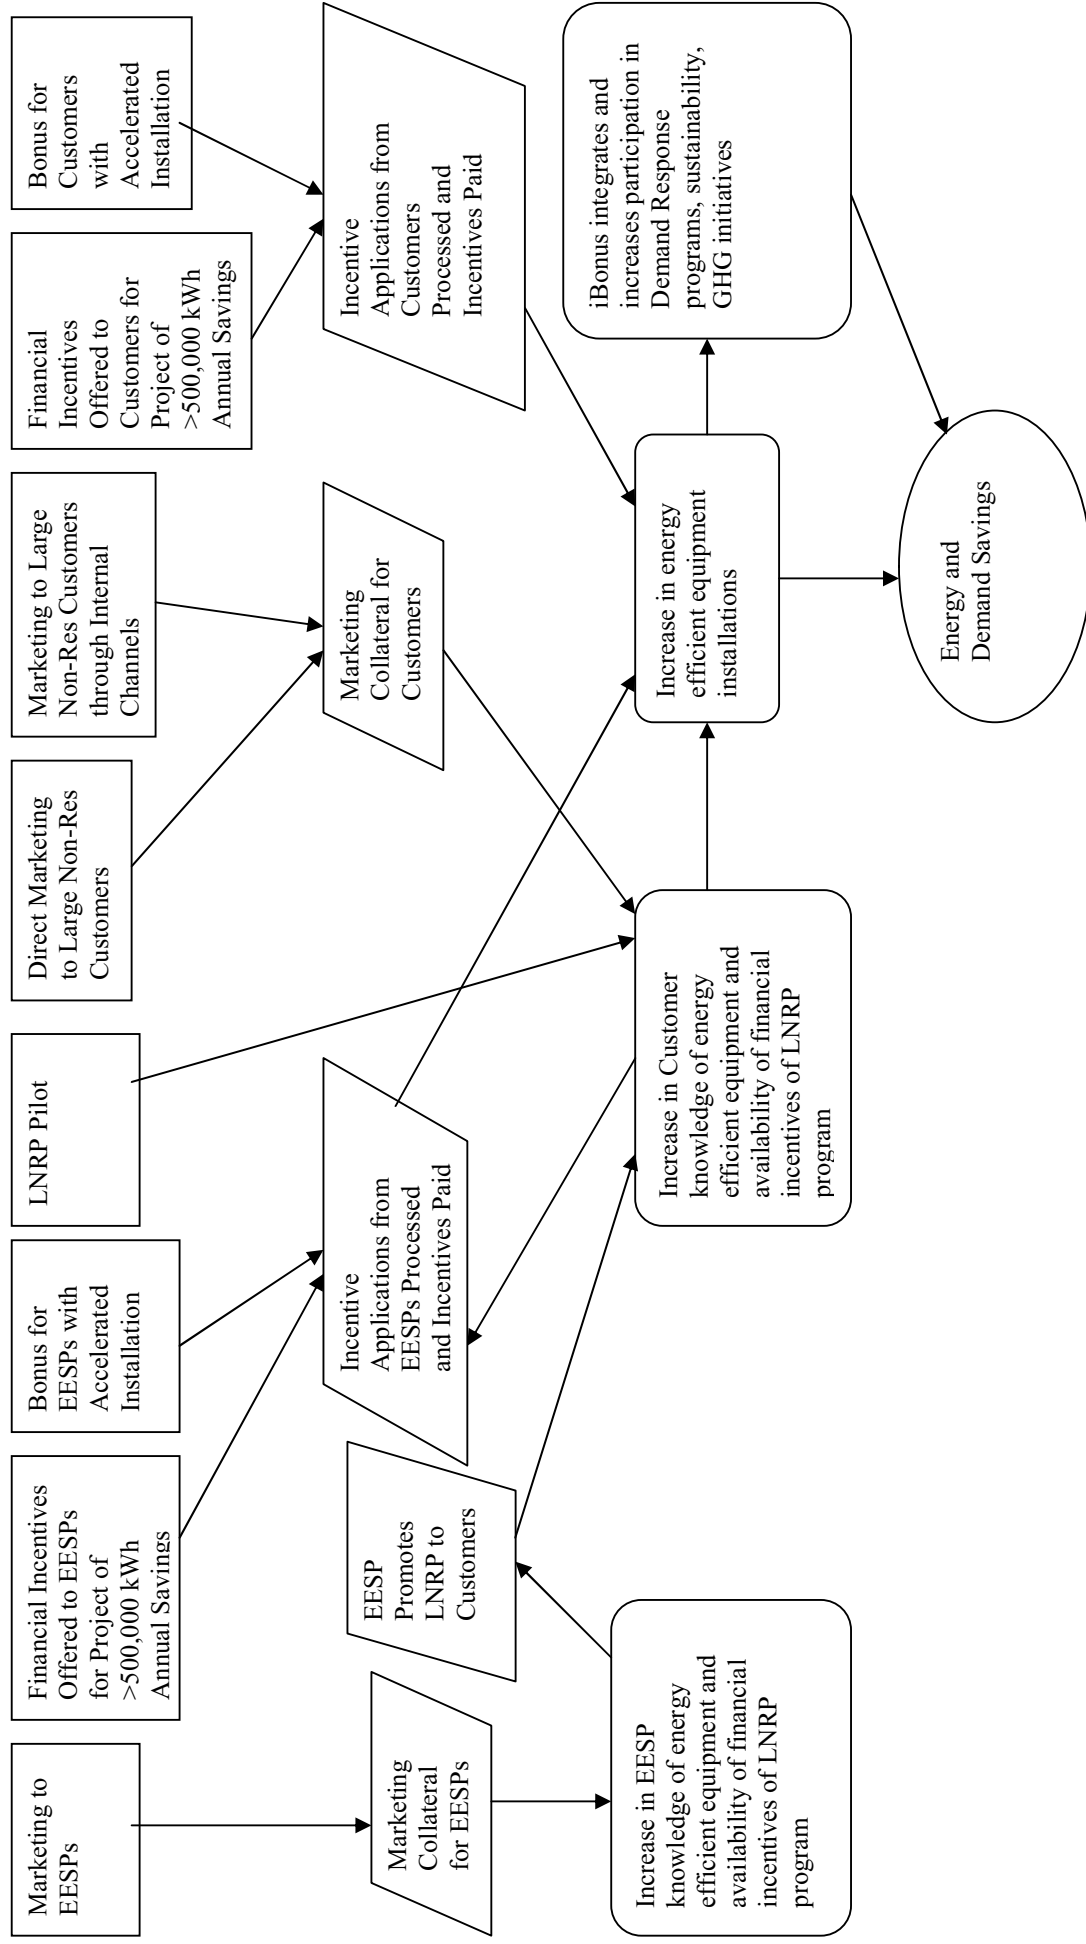 Marketing to
EESPs
Financial Incentives
Offered to EESPs
for Project of
>500,000 kWh
Annual Savings
Bonus for
EESPs with
Accelerated
Installation
LNRP Pilot
Direct Marketing
to Large Non-Res
Customers
Marketing to Large
Non-Res Customers
through Internal
Channels
Financial
Incentives
Offered to
Customers for
Project of
>500,000 kWh
Annual Savings
Bonus for
Customers
with
Accelerated
Installation
Marketing
Collateral
for EESPs
EESP
Promotes
LNRP to
Customers
Incentive
Applications from
EESPs Processed
and Incentives Paid
Marketing
Collateral for
Customers
Incentive
Applications from
Customers
Processed and
Incentives Paid
Increase in EESP
knowledge of energy
efficient equipment and
availability of financial
incentives of LNRP
program
Increase in Customer
knowledge of energy
efficient equipment and
availability of financial
incentives of LNRP
program
Increase in energy
efficient equipment
installations
iBonus integrates and
increases participation in
Demand Response
programs, sustainability,
GHG initiatives
Energy and
Demand Savings